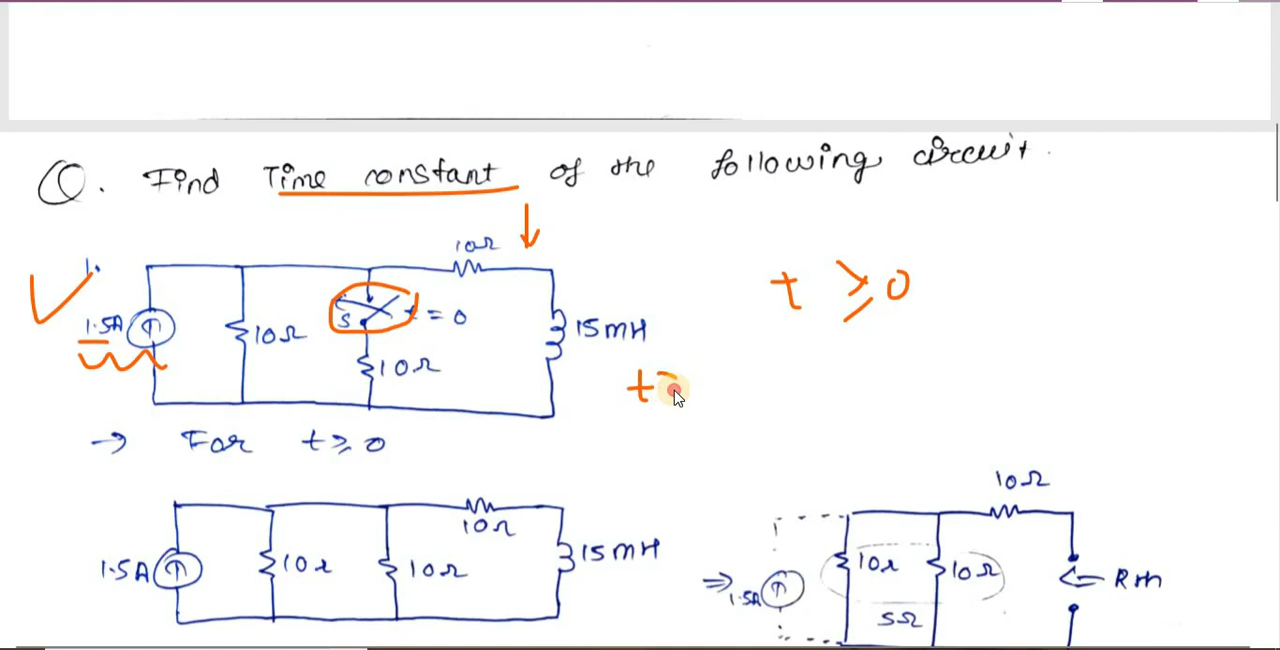 Q. Find Time constant of the following circuit.
t ≥ 0
1.
10Ω
1.5A
10Ω
S
t = 0
10Ω
15mH
t=
→ For t ≥ 0
1.5A
10Ω
10Ω
10Ω
15mH
⇒
1.5A
10Ω
10Ω
5Ω
10Ω
⇐ Rth